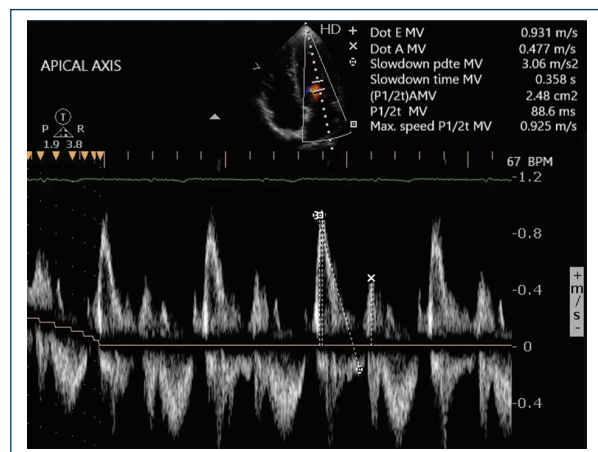 HD
+ Dot E MV 0.931 m/s
× Dot A MV 0.477 m/s
Slowdown pdte MV 3.06 m/s2
Slowdown time MV 0.358 s
(P1/2t)AMV 2.48 cm2
P1/2t MV 88.6 ms
Max. speed P1/2t MV 0.925 m/s
APICAL AXIS
T
P R
1.9 3.8
67 BPM
-1.2
-0.8
-0.4
- 0
-0.4
+
m
/
s
-